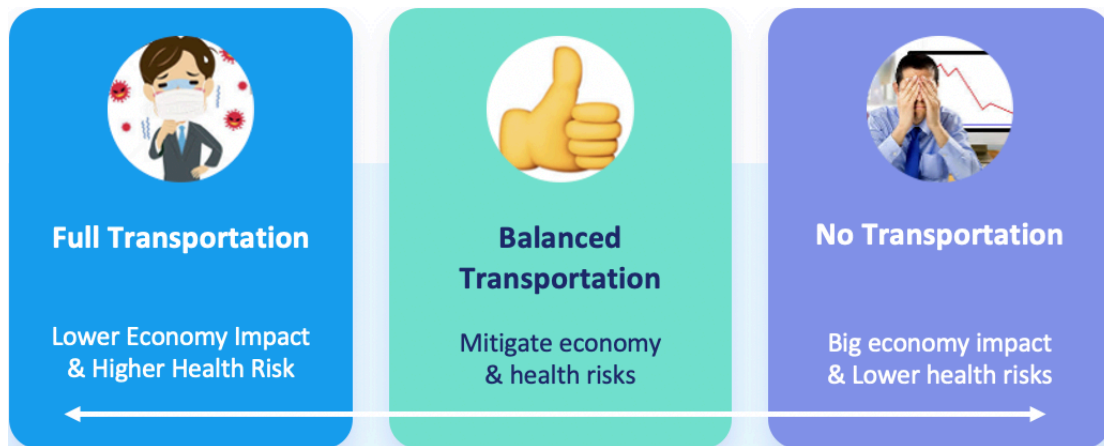 Full Transportation
Lower Economy Impact
& Higher Health Risk
Balanced
Transportation
Mitigate economy
& health risks
No Transportation
Big economy impact
& Lower health risks